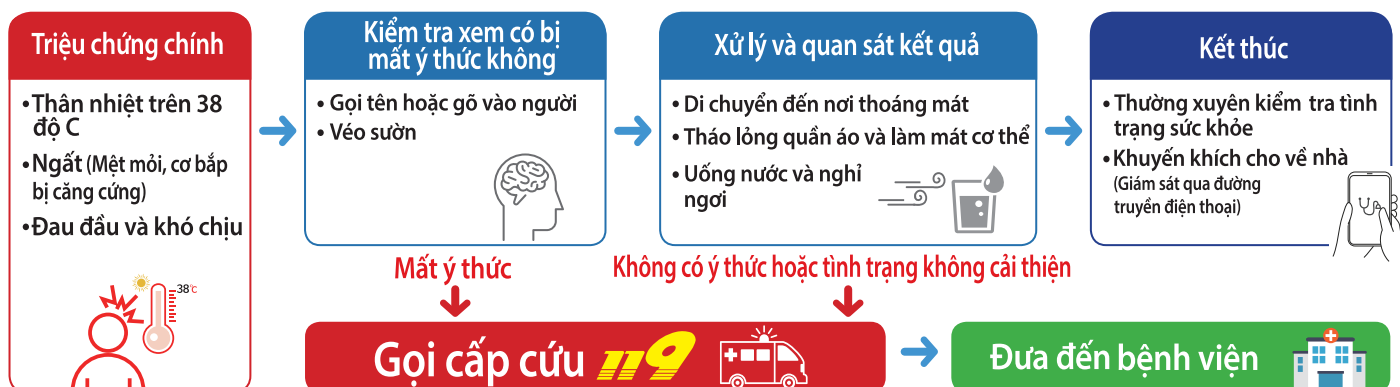 Triệu chứng chính
• Thân nhiệt trên 38
độ C
• Ngất (Mệt mỏi, cơ bắp
bị căng cứng)
• Đau đầu và khó chịu
38℃
Kiểm tra xem có bị
mất ý thức không
• Gọi tên hoặc gõ vào người
• Véo sườn
Xử lý và quan sát kết quả
• Di chuyển đến nơi thoáng mát
• Tháo lỏng quần áo và làm mát cơ thể
• Uống nước và nghỉ
ngơi
Kết thúc
• Thường xuyên kiểm tra tình
trạng sức khỏe
• Khuyến khích cho về nhà
(Giám sát qua đường
truyền điện thoại)
Mất ý thức
Không có ý thức hoặc tình trạng không cải thiện
Gọi cấp cứu 119
Đưa đến bệnh viện